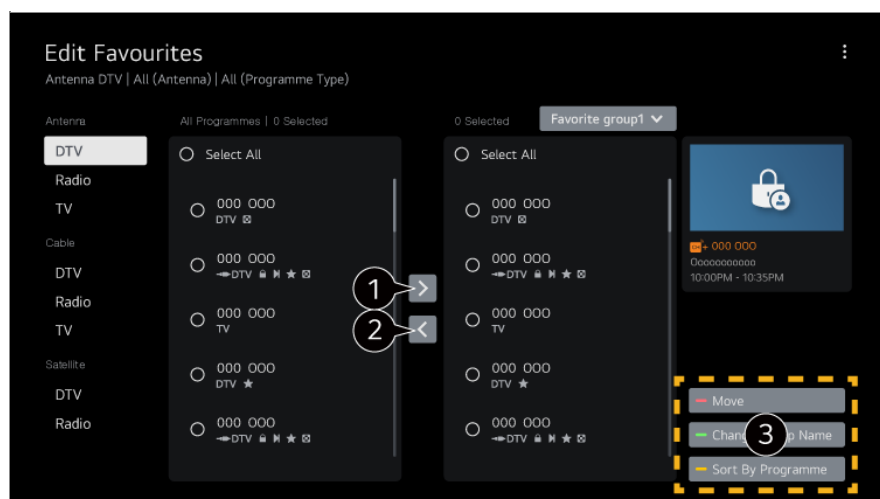 Edit Favourites
Antenna DTV | All (Antenna) | All (Programme Type)
Antenna
DTV
Radio
TV
Cable
DTV
Radio
TV
Satellite
DTV
Radio
All Programmes | 0 Selected
Select All
000 000
DTV
000 000
DTV
000 000
TV
000 000
DTV
000 000
DTV
1
2
0 Selected
Favorite group1
Select All
000 000
DTV
000 000
DTV
000 000
TV
000 000
DTV
000 000
DTV
CH+ 000 000
Oooooooooo
10:00PM - 10:35PM
Move
3
Name
Sort By Programme